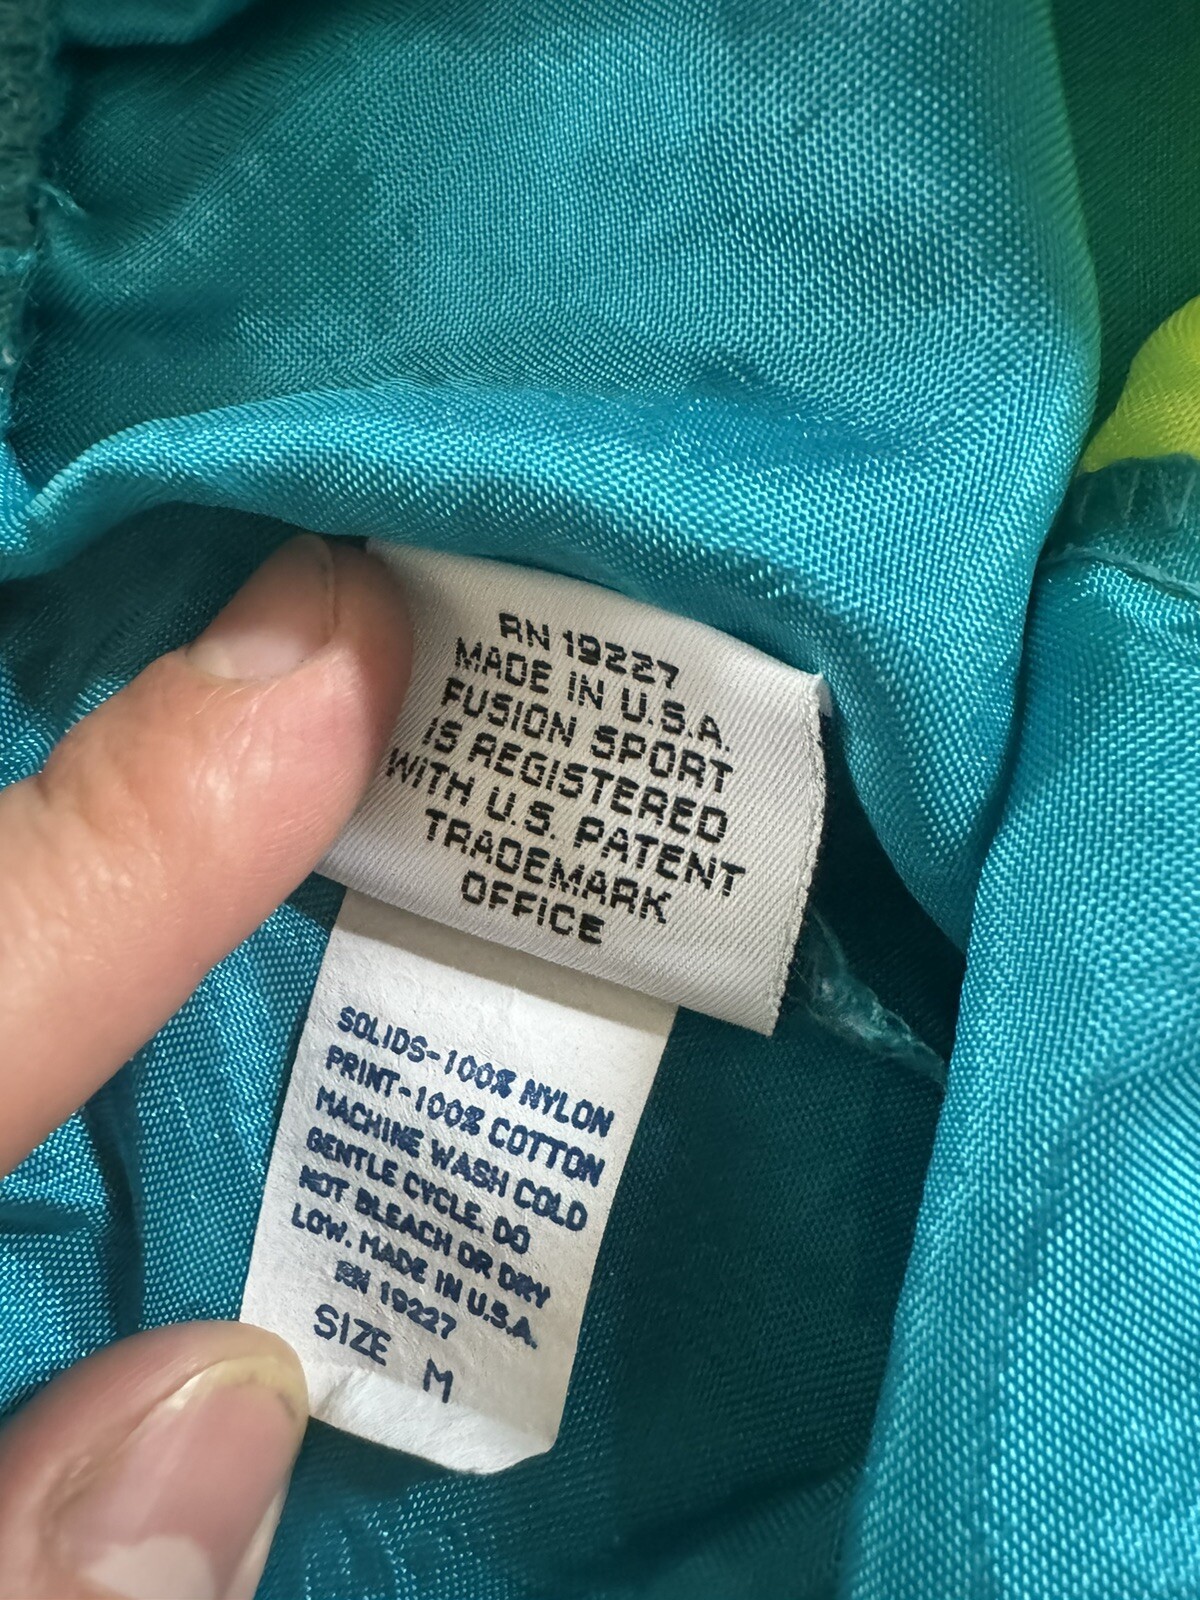 RN 19227
MADE IN U.S.A.
FUSION SPORT
IS REGISTERED
WITH U.S. PATENT
TRADEMARK
OFFICE
SOLIDS-100% NYLON
PRINT-100% COTTON
MACHINE WASH COLD
GENTLE CYCLE. DO
NOT BLEACH OR DRY
LOW. MADE IN U.S.A.
RN 19227
SIZE M